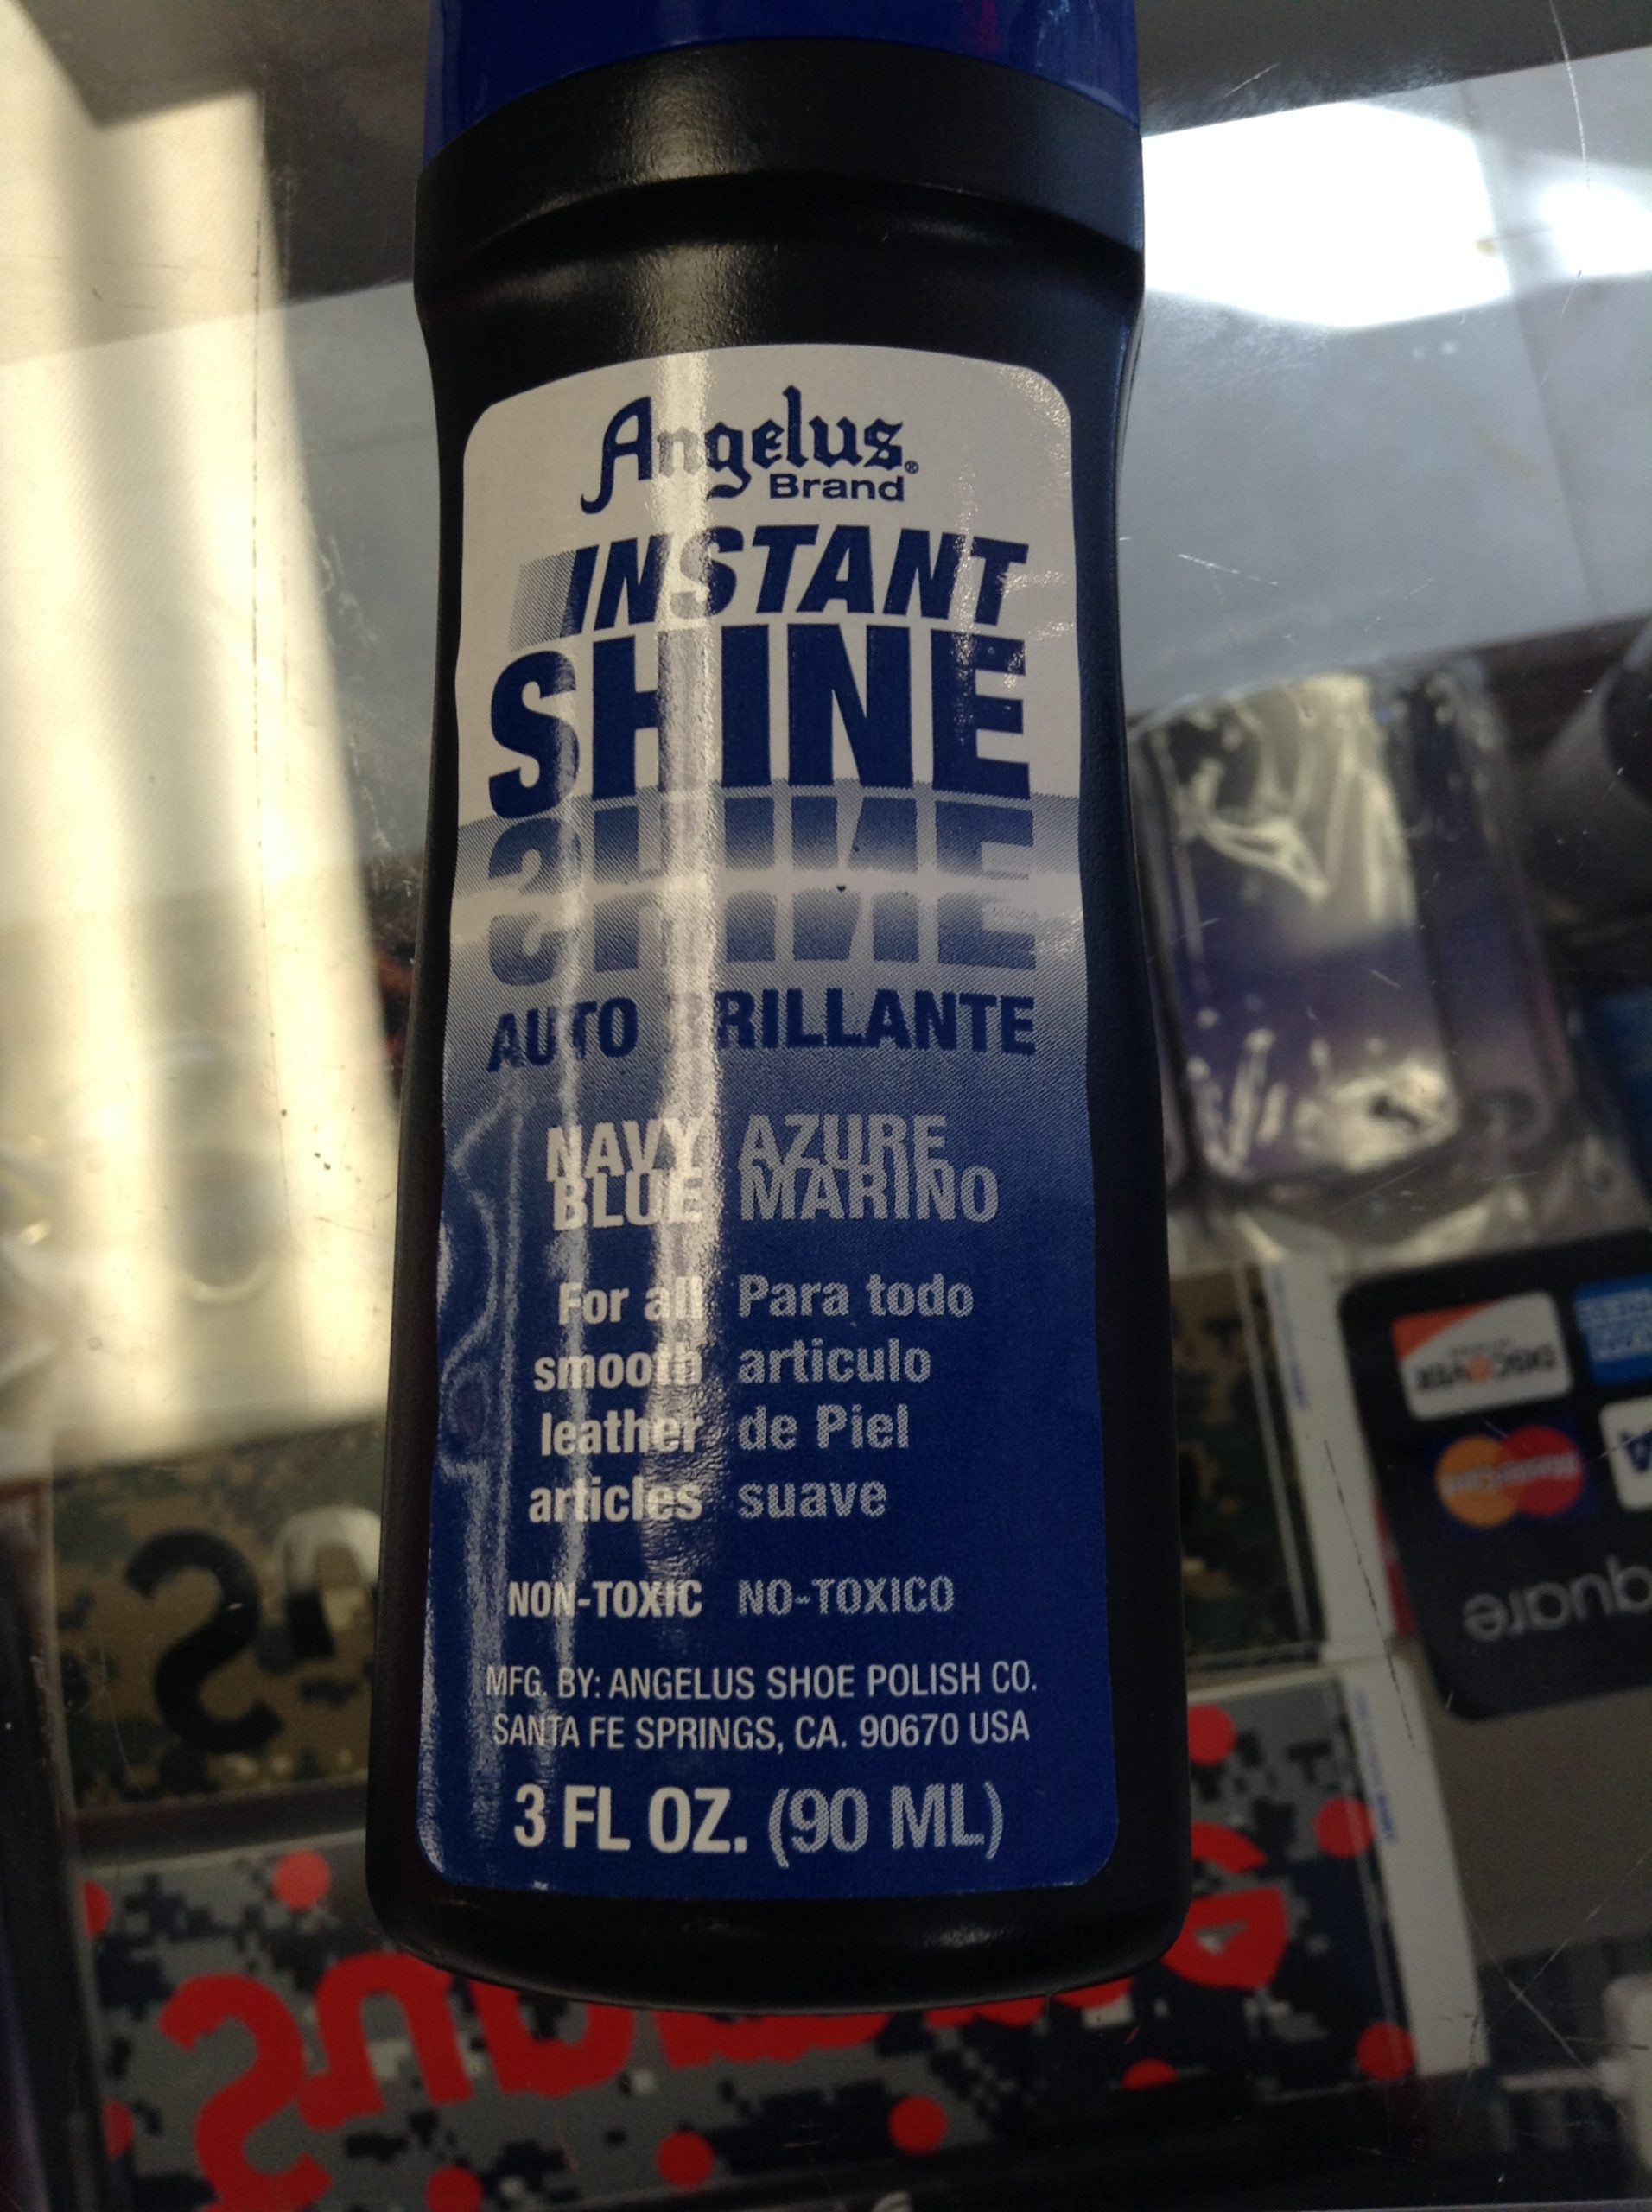 Angelus®
Brand
INSTANT
SHINE
AUTO BRILLANTE
NAVY BLUE
AZURE MARINO
For all smooth leather articles
Para todo articulo de Piel suave
NON-TOXIC NO-TOXICO
MFG. BY: ANGELUS SHOE POLISH CO.
SANTA FE SPRINGS, CA. 90670 USA
3 FL OZ. (90 ML)
DISCOVER
MasterCard